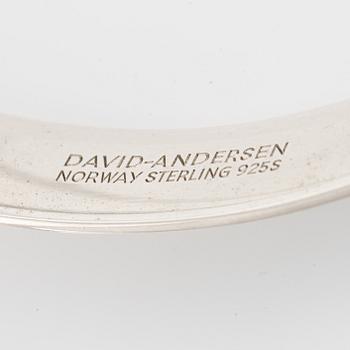 DAVID-ANDERSEN
NORWAY STERLING 925S